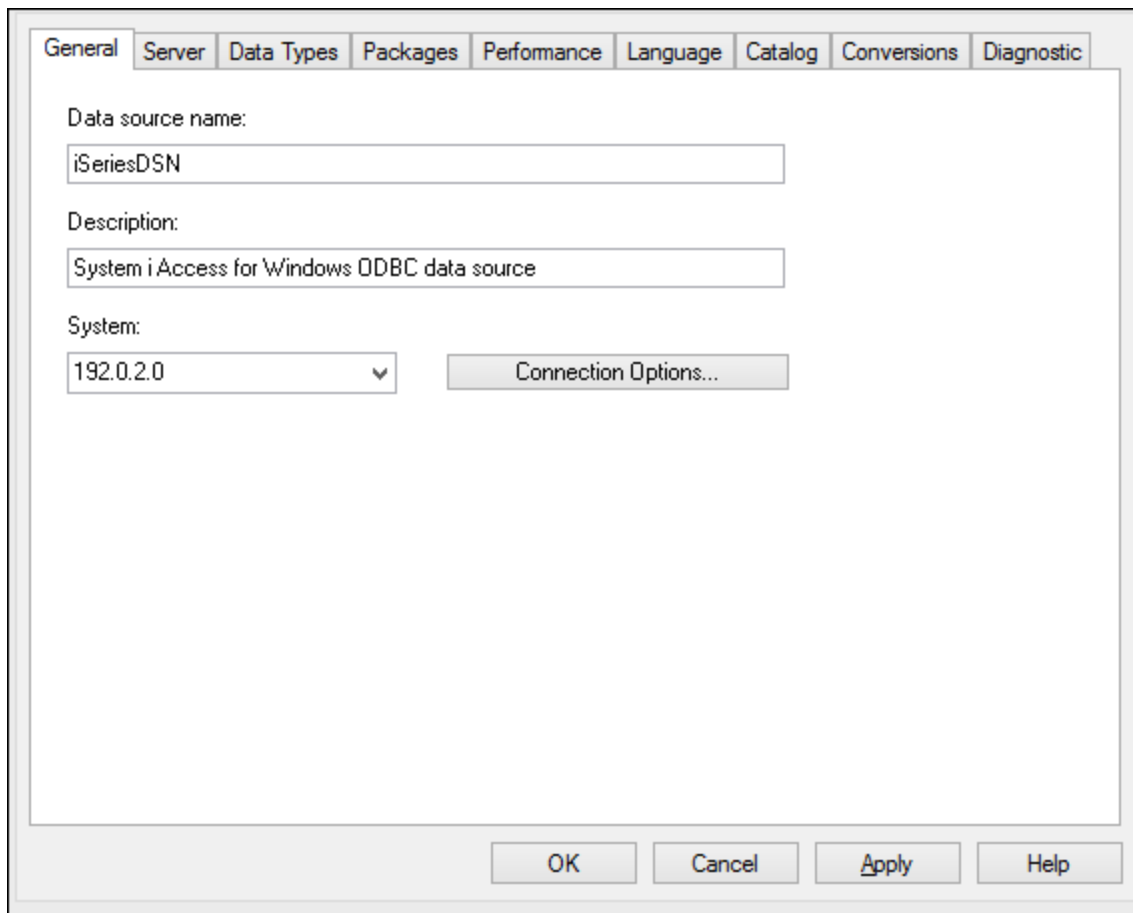 General Server Data Types Packages Performance Language Catalog Conversions Diagnostic
Data source name:
iSeriesDSN
Description:
System i Access for Windows ODBC data source
System:
192.0.2.0 Connection Options...
OK Cancel Apply Help